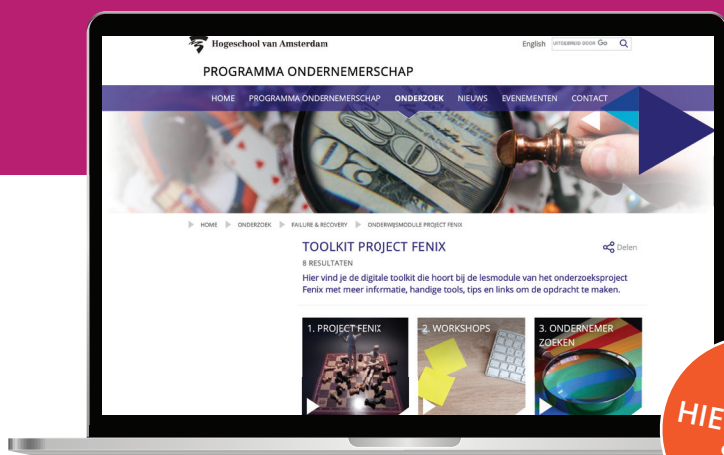 Hogeschool van Amsterdam
English
UITGEBREID DOOR Go
PROGRAMMA ONDERNEMERSCHAP
HOME PROGRAMMA ONDERNEMERSCHAP ONDERZOEK NIEUWS EVENEMENTEN CONTACT
HOME ONDERZOEK FAILURE & RECOVERY ONDERWIJSMODULE PROJECT FENIX
TOOLKIT PROJECT FENIX
Delen
8 RESULTATEN
Hier vind je de digitale toolkit die hoort bij de lesmodule van het onderzoeksproject
Fenix met meer informatie, handige tools, tips en links om de opdracht te maken.
1. PROJECT FENIX
2. WORKSHOPS
3. ONDERNEMER
ZOEKEN
HIE